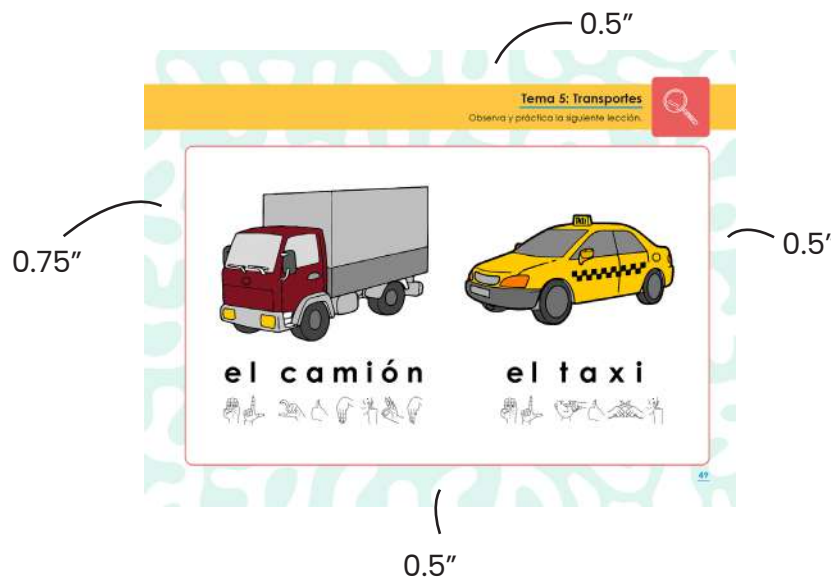 0.5”
Tema 5: Transportes
Observa y práctica la siguiente lección.
0.75”
0.5’
TAXI
el camión
el taxi
49
0.5”